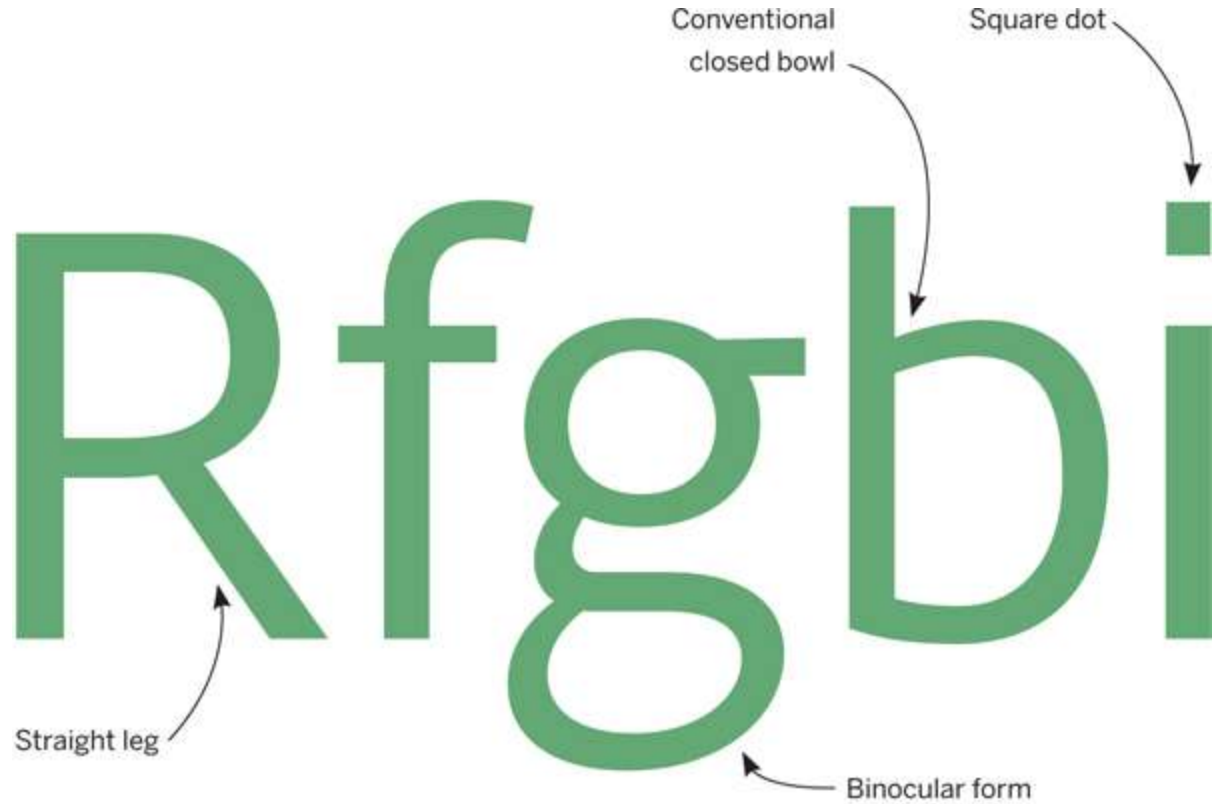 Conventional
closed bowl
Square dot
Rfgbi
Straight leg
Binocular form